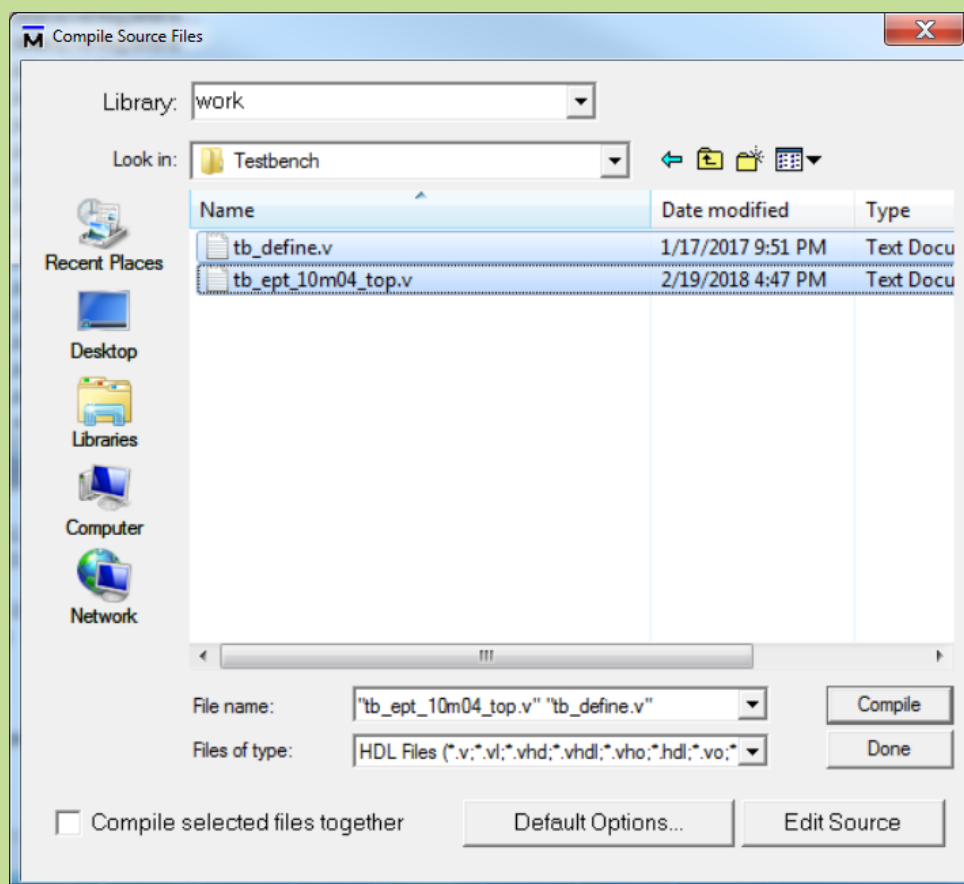 Compile Source Files
Library: work
Look in: Testbench
Name Date modified Type
tb_define.v 1/17/2017 9:51 PM Text Docu
tb_ept_10m04_top.v 2/19/2018 4:47 PM Text Docu
Recent Places
Desktop
Libraries
Computer
Network
File name: "tb_ept_10m04_top.v" "tb_define.v" Compile
Files of type: HDL Files (*.v;*.vl;*.vhd;*.vhdl;*.vho;*.hdl;*.vo;* Done
Compile selected files together Default Options... Edit Source